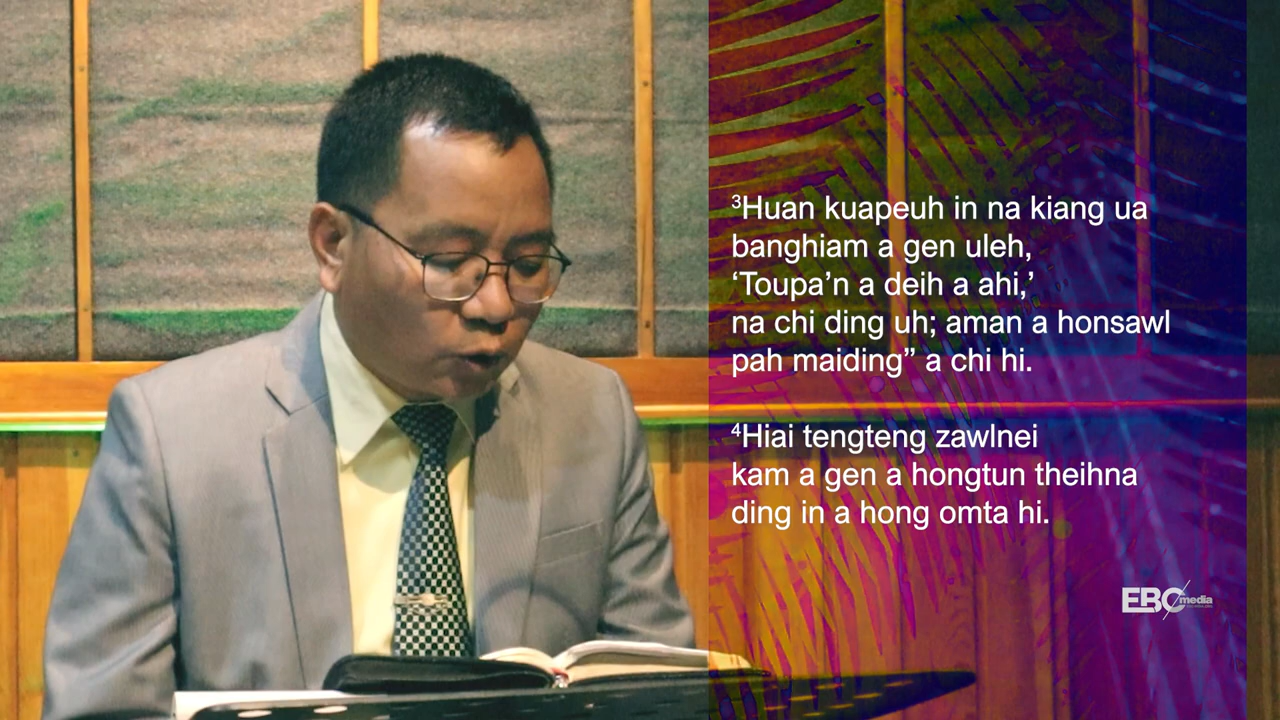 ³Huan kuapeuh in na kiang ua
banghiam a gen uleh,
‘Toupa’n a deih a ahi,’
na chi ding uh; aman a honsawl
pah maiding” a chi hi.
⁴Hiai tengteng zawlnei
kam a gen a hongtun theihna
ding in a hong omta hi.
EBC media